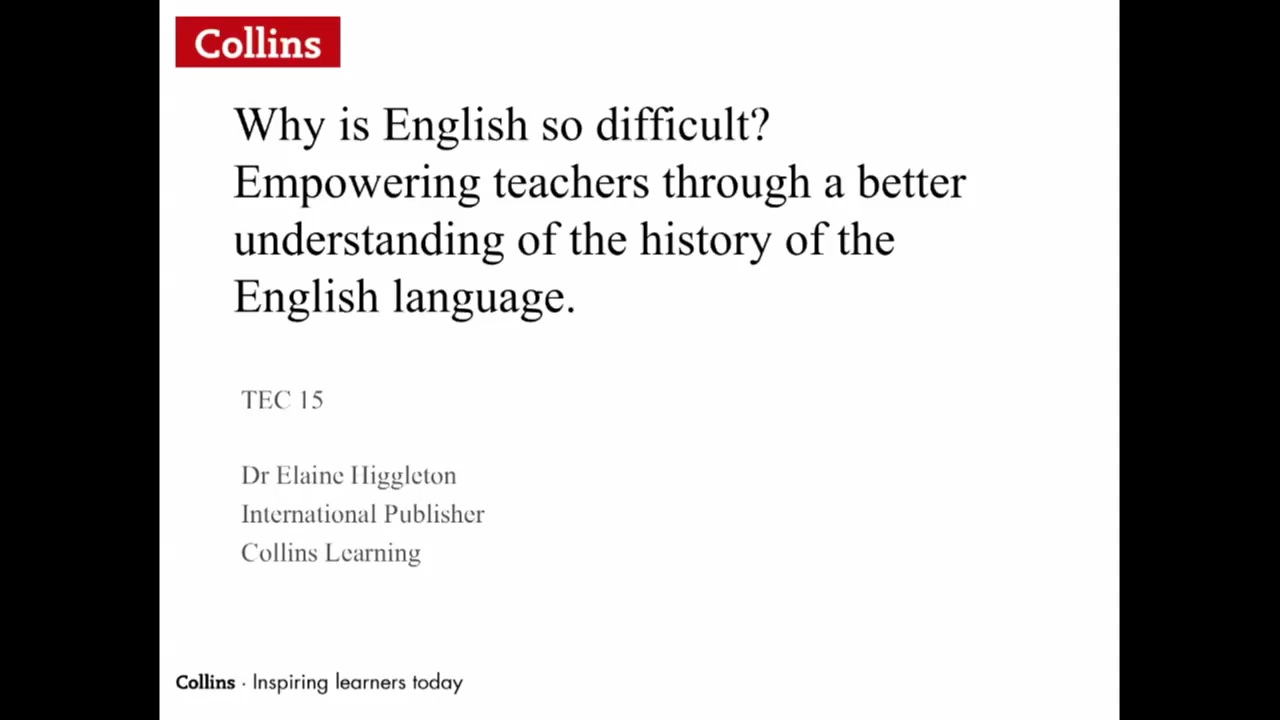 Collins
Why is English so difficult?
Empowering teachers through a better
understanding of the history of the
English language.
TEC 15
Dr Elaine Higgleton
International Publisher
Collins Learning
Collins · Inspiring learners today